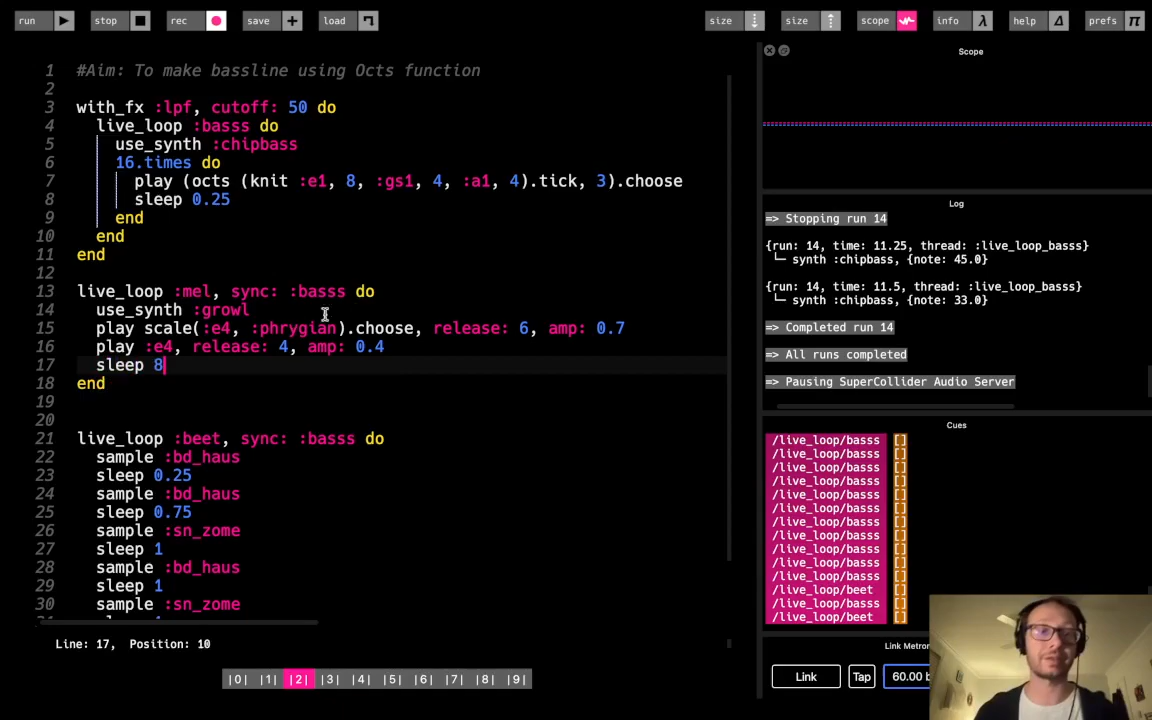 run stop rec save load size size scope info help prefs
1 #Aim: To make bassline using Octs function
2
3 with_fx :lpf, cutoff: 50 do
4 live_loop :basss do
5 use_synth :chipbass
6 16.times do
7 play (octs (knit :e1, 8, :gs1, 4, :a1, 4).tick, 3).choose
8 sleep 0.25
9 end
10 end
11 end
12
13 live_loop :mel, sync: :basss do
14 use_synth :growl
15 play scale(:e4, :phrygian).choose, release: 6, amp: 0.7
16 play :e4, release: 4, amp: 0.4
17 sleep 8
18 end
19
20
21 live_loop :beet, sync: :basss do
22 sample :bd_haus
23 sleep 0.25
24 sample :bd_haus
25 sleep 0.75
26 sample :sn_zome
27 sleep 1
28 sample :bd_haus
29 sleep 1
30 sample :sn_zome
Line: 17, Position: 10
|0| |1| |2| |3| |4| |5| |6| |7| |8| |9|
Scope
Log
=> Stopping run 14
{run: 14, time: 11.25, thread: :live_loop_basss}
└─ synth :chipbass, {note: 45.0}
{run: 14, time: 11.5, thread: :live_loop_basss}
└─ synth :chipbass, {note: 33.0}
=> Completed run 14
=> All runs completed
=> Pausing SuperCollider Audio Server
Cues
/live_loop/basss []
/live_loop/basss []
/live_loop/basss []
/live_loop/basss []
/live_loop/basss []
/live_loop/basss []
/live_loop/basss []
/live_loop/basss []
/live_loop/basss []
/live_loop/basss []
/live_loop/basss []
/live_loop/beet []
/live_loop/basss []
/live_loop/beet []
Link Metro
Link Tap 60.00 b